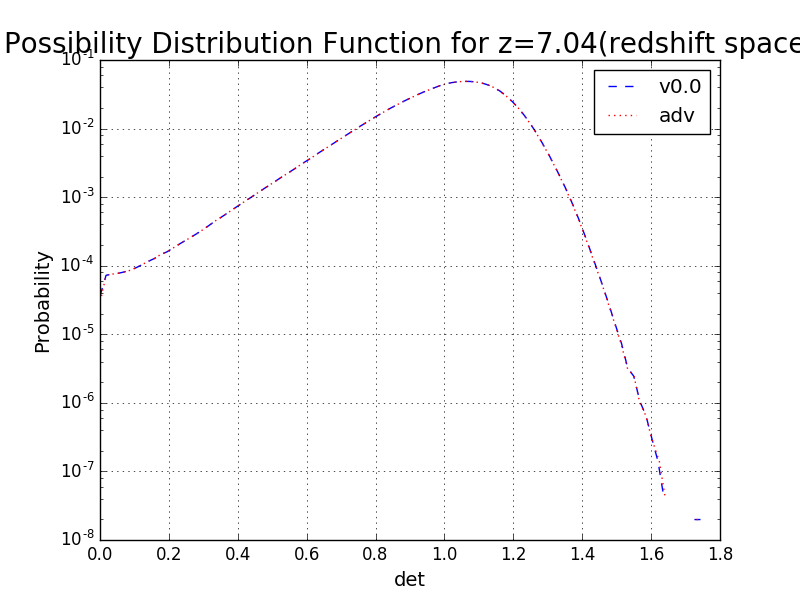 Possibility Distribution Function for z=7.04(redshift space
v0.0
adv
10^-1
10^-2
10^-3
10^-4
10^-5
10^-6
10^-7
10^-8
Probability
0.0 0.2 0.4 0.6 0.8 1.0 1.2 1.4 1.6 1.8
det